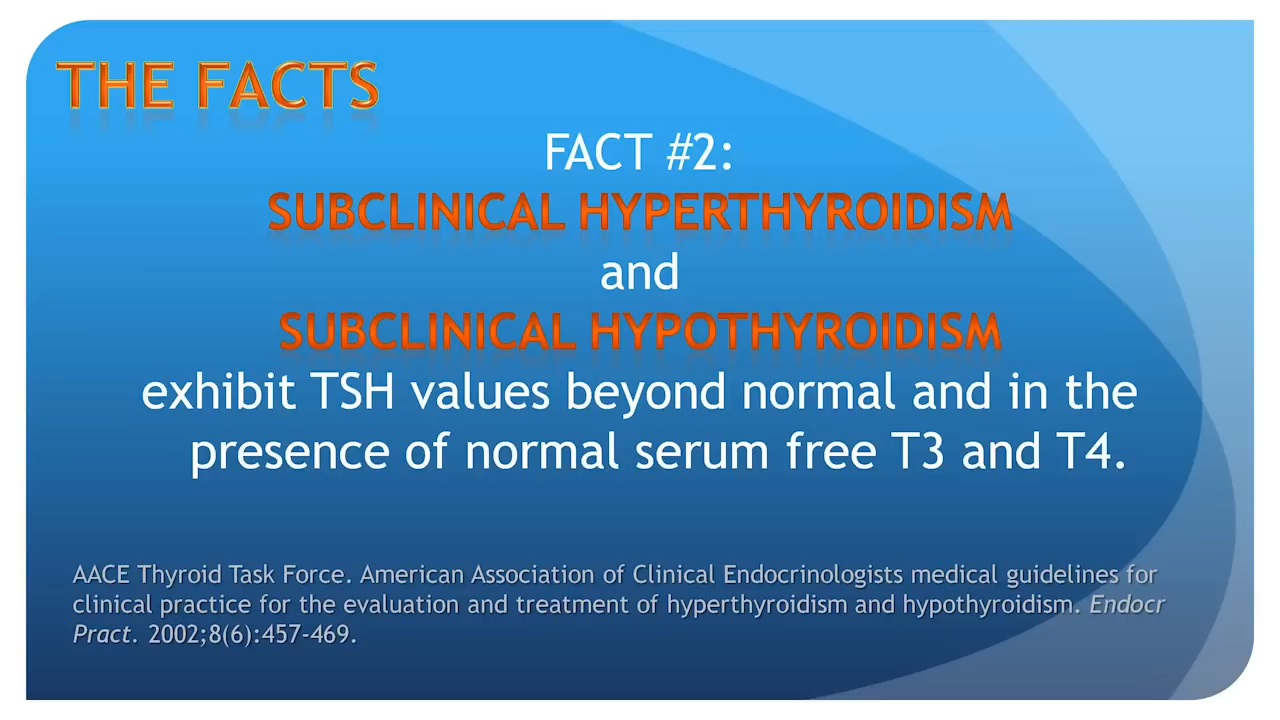 THE FACTS
FACT #2:
SUBCLINICAL HYPERTHYROIDISM
and
SUBCLINICAL HYPOTHYROIDISM
exhibit TSH values beyond normal and in the
presence of normal serum free T3 and T4.
AACE Thyroid Task Force. American Association of Clinical Endocrinologists medical guidelines for
clinical practice for the evaluation and treatment of hyperthyroidism and hypothyroidism. Endocr
Pract. 2002;8(6):457-469.